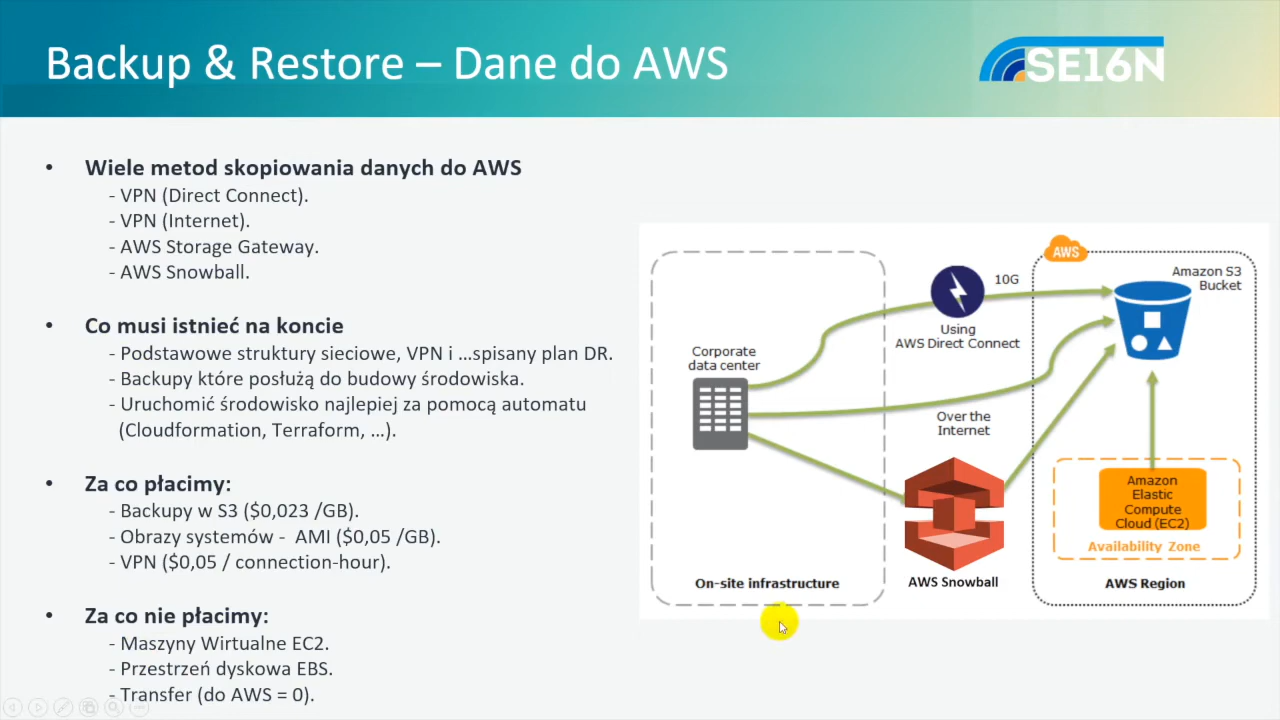 Backup & Restore – Dane do AWS
SE16N
• Wiele metod skopiowania danych do AWS
- VPN (Direct Connect).
- VPN (Internet).
- AWS Storage Gateway.
- AWS Snowball.
• Co musi istnieć na koncie
- Podstawowe struktury sieciowe, VPN i …spisany plan DR.
- Backupy które posłużą do budowy środowiska.
- Uruchomić środowisko najlepiej za pomocą automatu
(Cloudformation, Terraform, …).
• Za co płacimy:
- Backupy w S3 ($0,023 /GB).
- Obrazy systemów - AMI ($0,05 /GB).
- VPN ($0,05 / connection-hour).
• Za co nie płacimy:
- Maszyny Wirtualne EC2.
- Przestrzeń dyskowa EBS.
- Transfer (do AWS = 0).
AWS
10G
Amazon S3
Bucket
Using
AWS Direct Connect
Corporate
data center
Over the
Internet
Amazon
Elastic
Compute
Cloud (EC2)
Availability Zone
On-site infrastructure
AWS Snowball
AWS Region